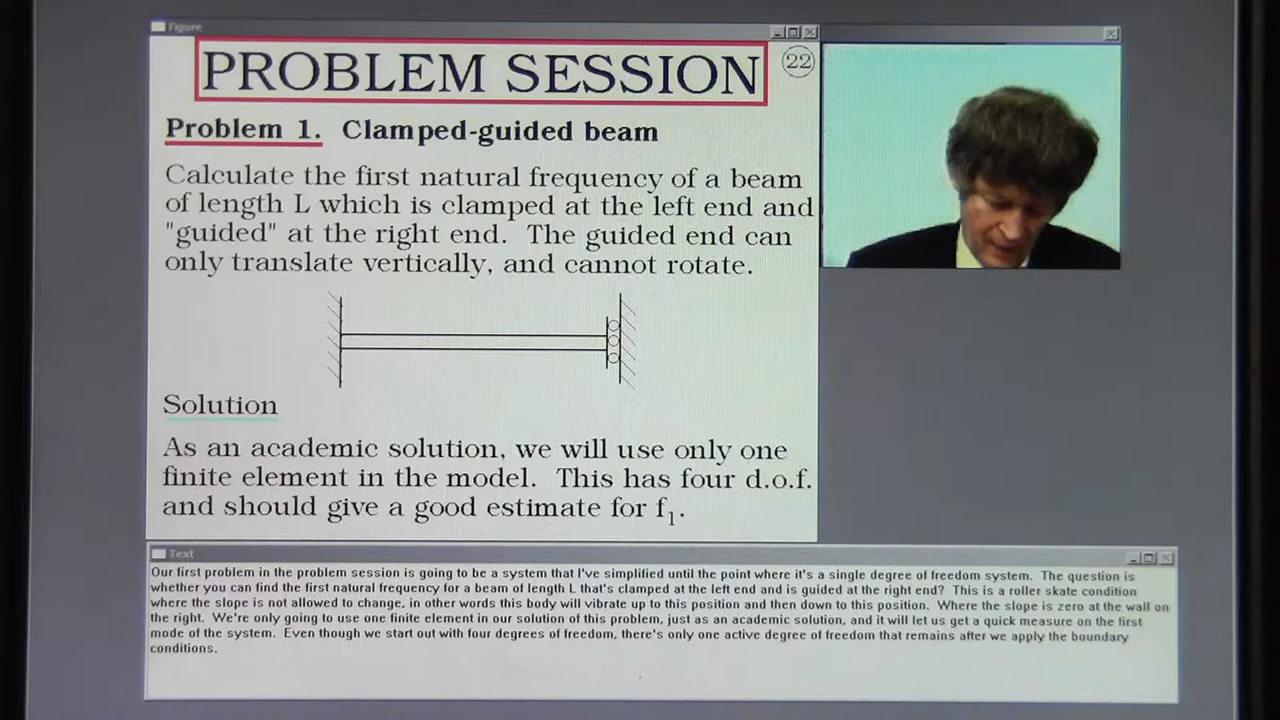 Figure
PROBLEM SESSION
22
Problem 1. Clamped-guided beam
Calculate the first natural frequency of a beam
of length L which is clamped at the left end and
"guided" at the right end. The guided end can
only translate vertically, and cannot rotate.
Solution
As an academic solution, we will use only one
finite element in the model. This has four d.o.f.
and should give a good estimate for f₁.
Text
Our first problem in the problem session is going to be a system that I've simplified until the point where it's a single degree of freedom system. The question is
whether you can find the first natural frequency for a beam of length L that's clamped at the left end and is guided at the right end? This is a roller skate condition
where the slope is not allowed to change, in other words this body will vibrate up to this position and then down to this position. Where the slope is zero at the wall on
the right. We're only going to use one finite element in our solution of this problem, just as an academic solution, and it will let us get a quick measure on the first
mode of the system. Even though we start out with four degrees of freedom, there's only one active degree of freedom that remains after we apply the boundary
conditions.